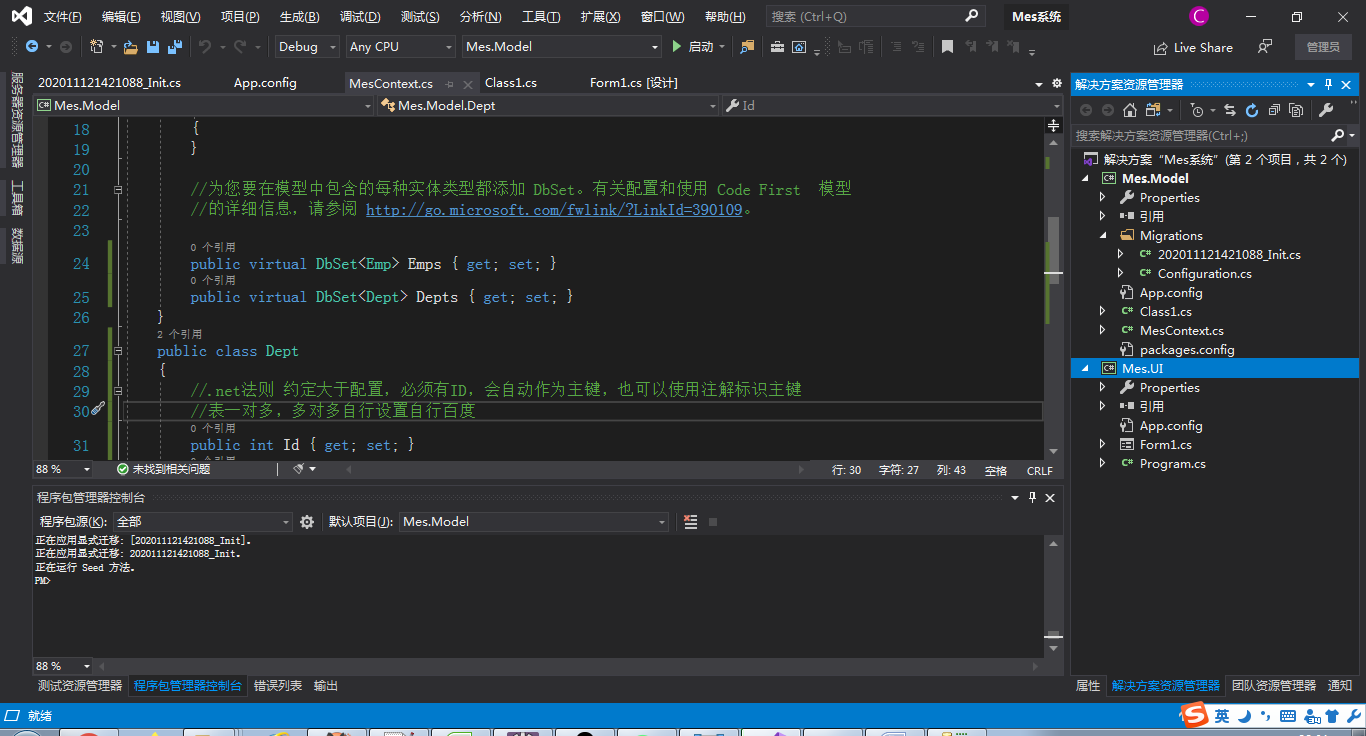 文件(F) 编辑(E) 视图(V) 项目(P) 生成(B) 调试(D) 测试(S) 分析(N) 工具(T) 扩展(X) 窗口(W) 帮助(H) 搜索 (Ctrl+Q) Mes系统 C
Debug Any CPU Mes.Model 启动 Live Share 管理员
服务器资源管理器
工具箱
数据源
202011121421088_Init.cs App.config MesContext.cs Class1.cs Form1.cs [设计]
Mes.Model Mes.Model.Dept Id
18 {
19 }
20
21 //为您要在模型中包含的每种实体类型都添加 DbSet。有关配置和使用 Code First 模型
22 //的详细信息，请参阅 http://go.microsoft.com/fwlink/?LinkId=390109。
23
0 个引用
24 public virtual DbSet<Emp> Emps { get; set; }
0 个引用
25 public virtual DbSet<Dept> Depts { get; set; }
26 }
2 个引用
27 public class Dept
28 {
29 //.net法则 约定大于配置，必须有ID，会自动作为主键，也可以使用注解标识主键
30 //表一对多，多对多自行设置自行百度
0 个引用
31 public int Id { get; set; }
88 % 未找到相关问题 行: 30 字符: 27 列: 43 空格 CRLF
程序包管理器控制台
程序包源(K): 全部 默认项目(J): Mes.Model
正在应用显式迁移: [202011121421088_Init].
正在应用显式迁移: 202011121421088_Init.
正在运行 Seed 方法.
PM>
88 %
测试资源管理器 程序包管理器控制台 错误列表 输出
解决方案资源管理器
搜索解决方案资源管理器(Ctrl+;)
解决方案“Mes系统”(第 2 个项目，共 2 个)
Mes.Model
Properties
引用
Migrations
202011121421088_Init.cs
Configuration.cs
App.config
Class1.cs
MesContext.cs
packages.config
Mes.UI
Properties
引用
App.config
Form1.cs
Program.cs
属性 解决方案资源管理器 团队资源管理器 通知
就绪
S 英